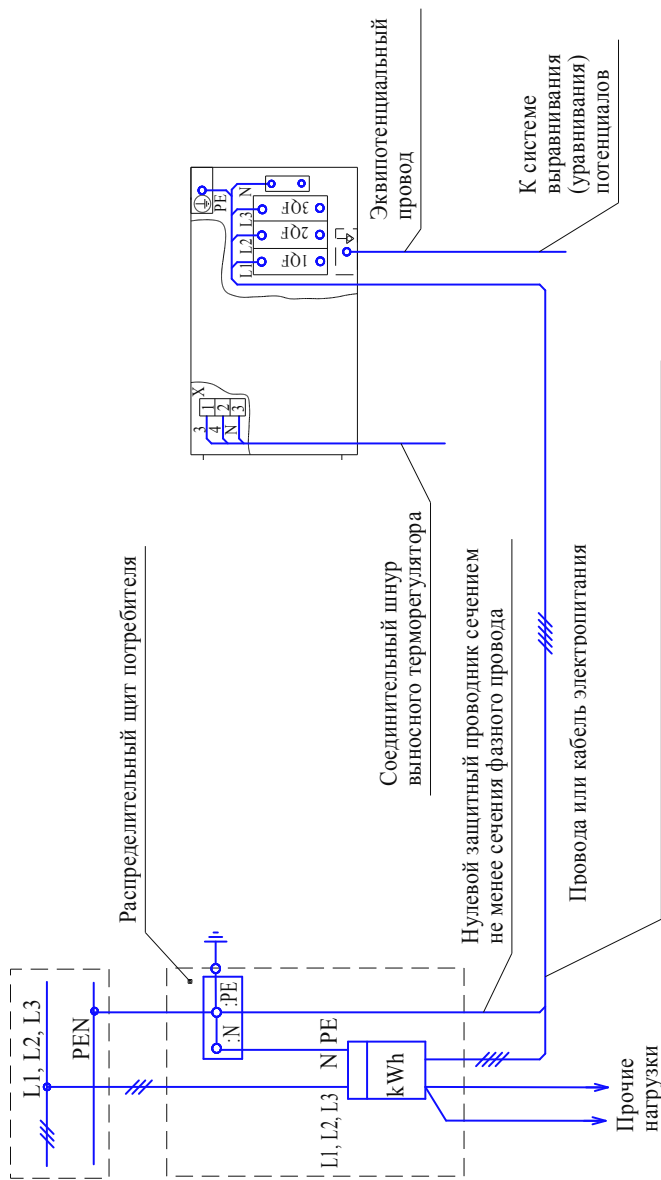 L1, L2, L3
PEN
Распределительный щит потребителя
:N
:PE
L1, L2, L3
N
PE
kWh
Прочие
нагрузки
Нулевой защитный проводник сечением
не менее сечения фазного провода
Провода или кабель электропитания
Соединительный шнур
выносного терморегулятора
X
3
4
N
1
2
3
L1
L2
L3
N
PE
1QF
2QF
3QF
Эквипотенциальный
провод
К системе
выравнивания
(уравнивания)
потенциалов